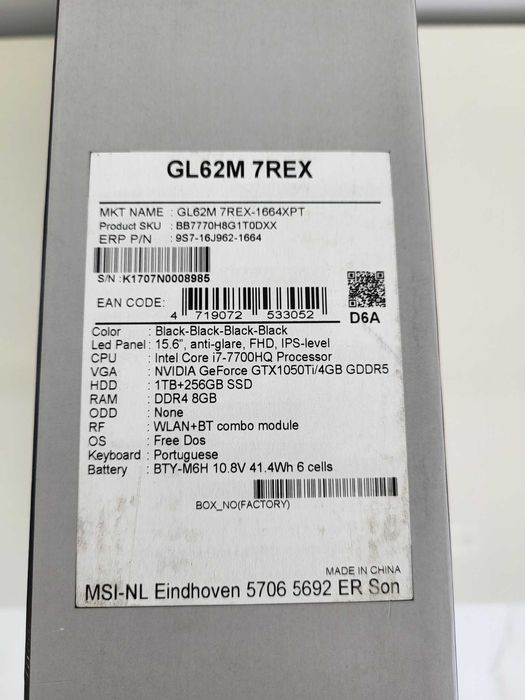 GL62M 7REX
MKT NAME : GL62M 7REX-1664XPT
Product SKU : BB7770H8G1T0DXX
ERP P/N : 9S7-16J962-1664
S/N :K1707N0008985
EAN CODE:
4 719072 533052
D6A
Color : Black-Black-Black-Black
Led Panel : 15.6", anti-glare, FHD, IPS-level
CPU : Intel Core i7-7700HQ Processor
VGA : NVIDIA GeForce GTX1050Ti/4GB GDDR5
HDD : 1TB+256GB SSD
RAM : DDR4 8GB
ODD : None
RF : WLAN+BT combo module
OS : Free Dos
Keyboard : Portuguese
Battery : BTY-M6H 10.8V 41.4Wh 6 cells
BOX_NO(FACTORY)
MADE IN CHINA
MSI-NL Eindhoven 5706 5692 ER Son